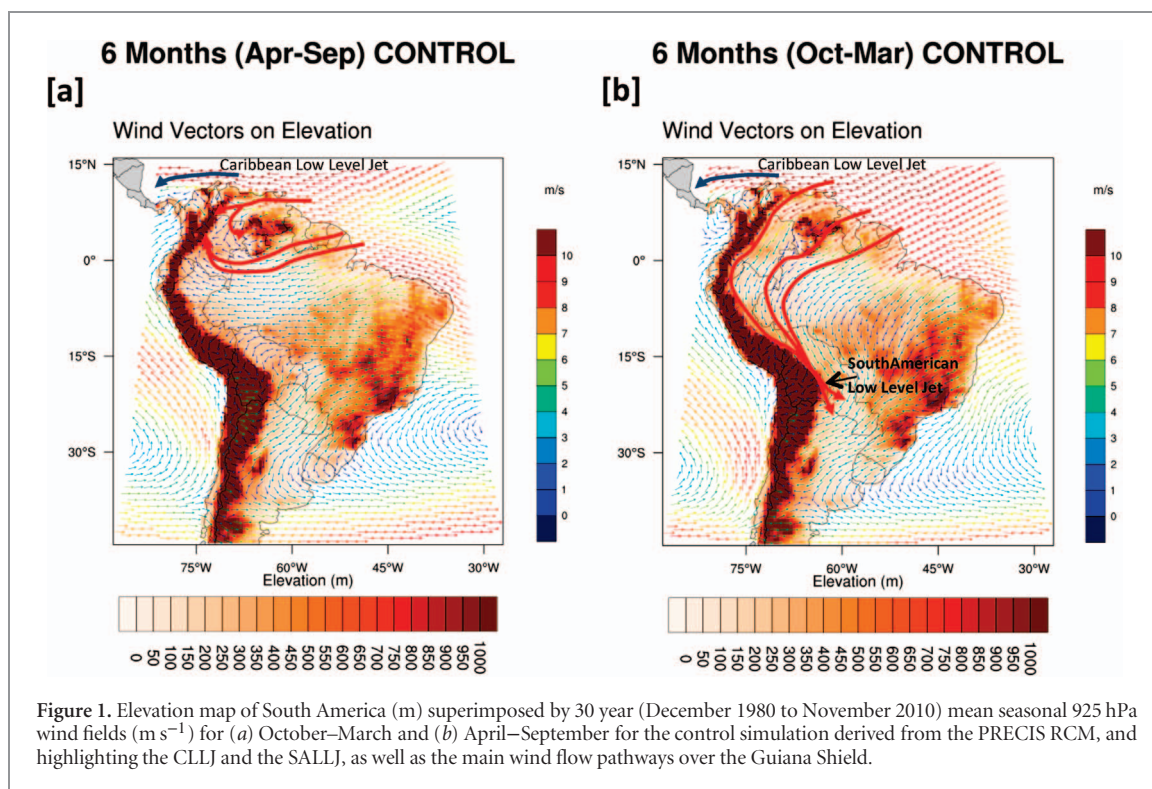 6 Months (Apr-Sep) CONTROL
[a]
Wind Vectors on Elevation
Caribbean Low Level Jet
15°N
0°
15°S
30°S
75°W 60°W 45°W 30°W
Elevation (m)
m/s
10
9
8
7
6
5
4
3
2
1
0
0 50 100 150 200 250 300 350 400 450 500 550 600 650 700 750 800 850 900 950 1000
6 Months (Oct-Mar) CONTROL
[b]
Wind Vectors on Elevation
Caribbean Low Level Jet
15°N
0°
15°S
30°S
SouthAmerican
Low Level Jet
75°W 60°W 45°W 30°W
Elevation (m)
m/s
10
9
8
7
6
5
4
3
2
1
0
0 50 100 150 200 250 300 350 400 450 500 550 600 650 700 750 800 850 900 950 1000
Figure 1. Elevation map of South America (m) superimposed by 30 year (December 1980 to November 2010) mean seasonal 925 hPa
wind fields (m s⁻¹) for (a) October–March and (b) April–September for the control simulation derived from the PRECIS RCM, and
highlighting the CLLJ and the SALLJ, as well as the main wind flow pathways over the Guiana Shield.